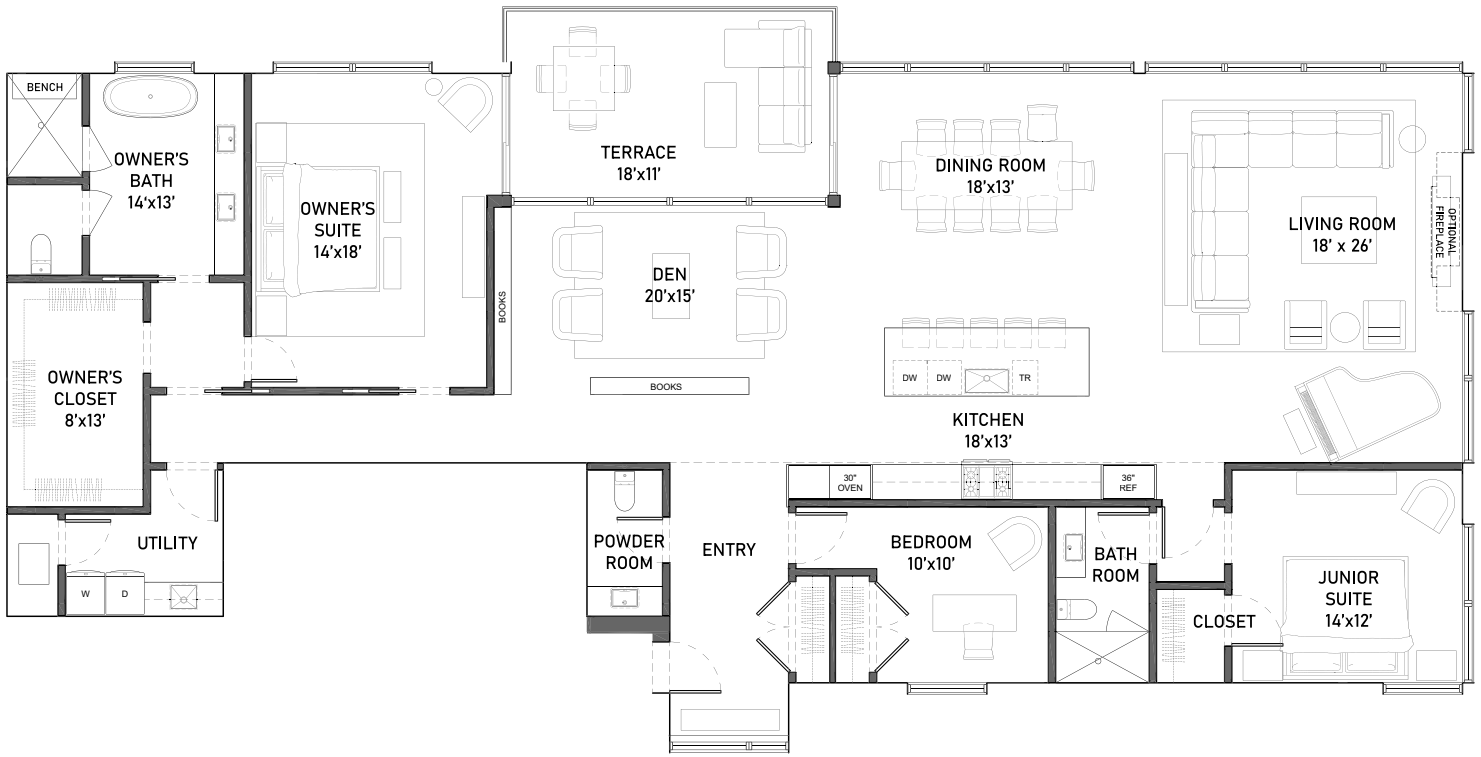 BENCH
OWNER'S
BATH
14'x13'
OWNER'S
SUITE
14'x18'
TERRACE
18'x11'
DINING ROOM
18'x13'
LIVING ROOM
18' x 26'
OPTIONAL
FIREPLACE
DEN
20'x15'
BOOKS
BOOKS
OWNER'S
CLOSET
8'x13'
DW
DW
TR
KITCHEN
18'x13'
30"
OVEN
36"
REF
UTILITY
W
D
POWDER
ROOM
ENTRY
BEDROOM
10'x10'
BATH
ROOM
CLOSET
JUNIOR
SUITE
14'x12'